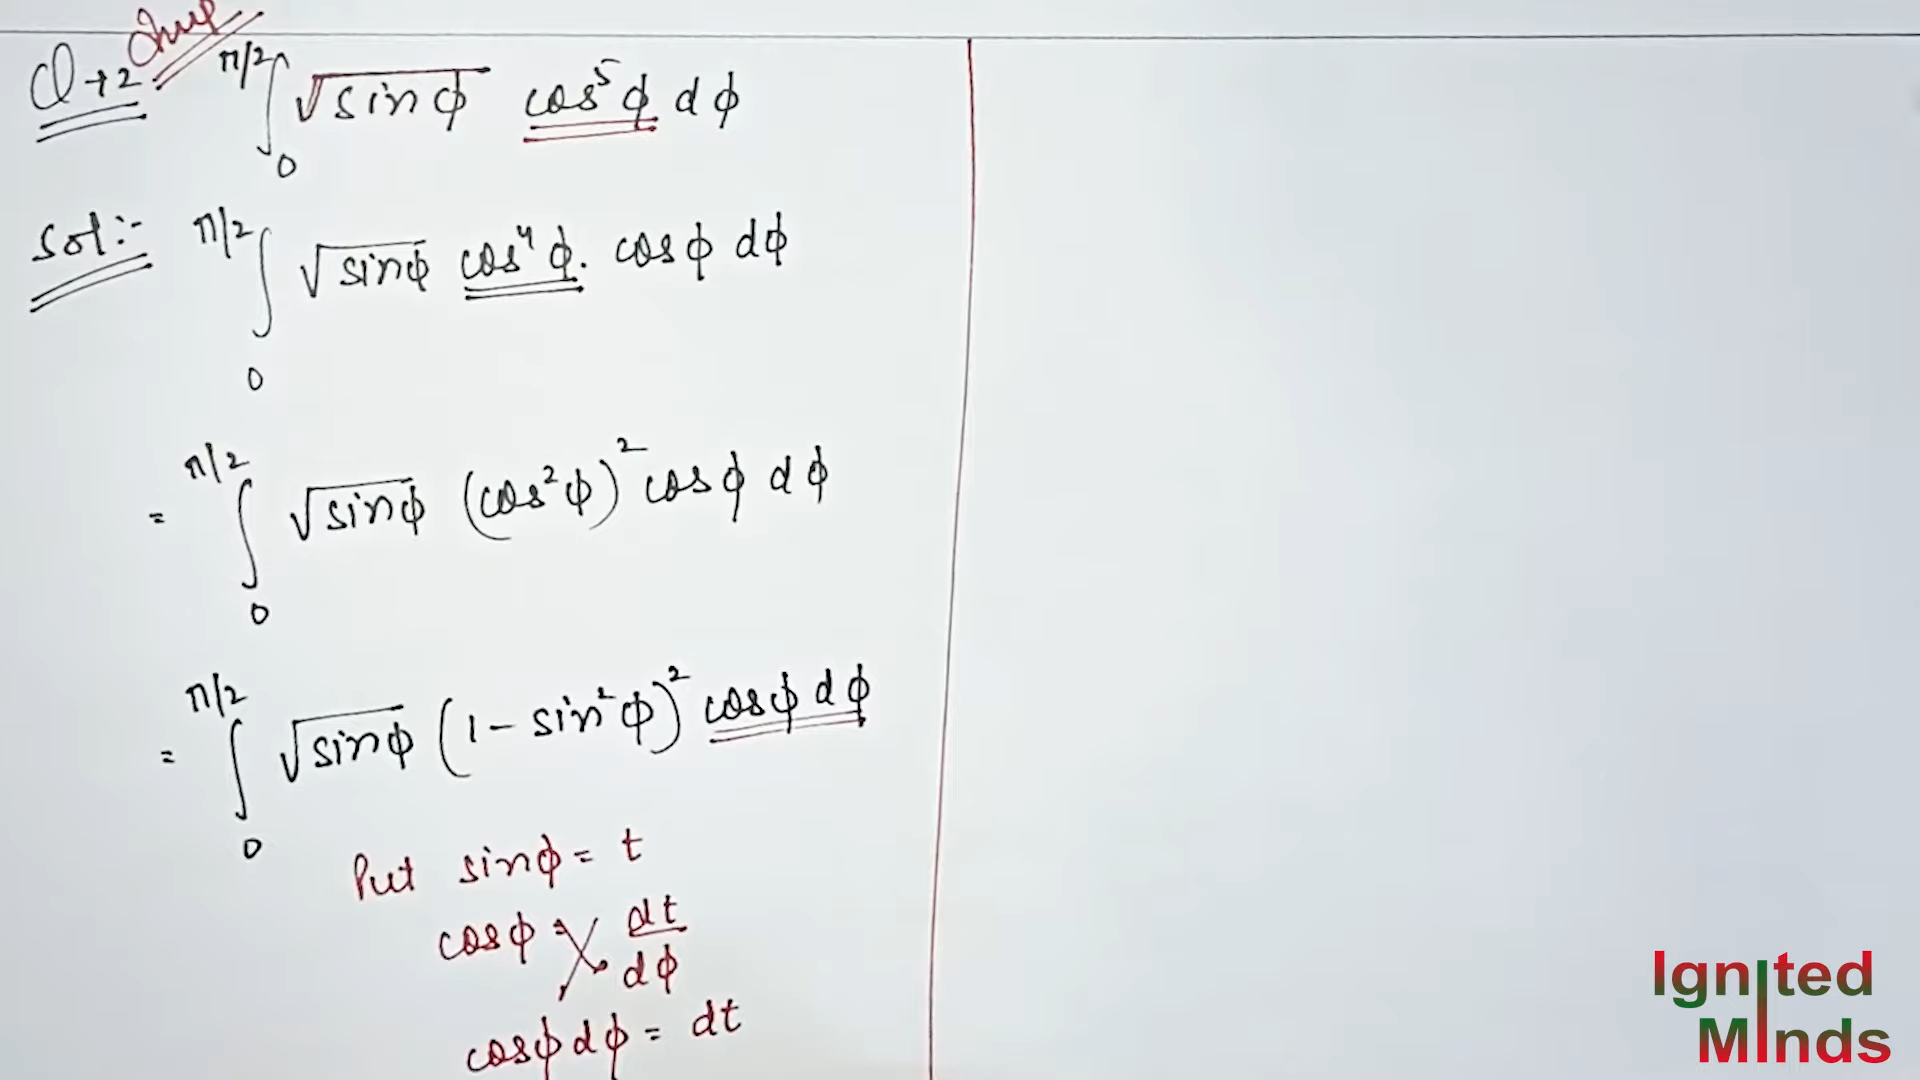 Q→2 Imp π/2∫0 √sinϕ cos⁵ϕ dϕ
Sol:- π/2∫0 √sinϕ cos⁴ϕ. cosϕ dϕ
= π/2∫0 √sinϕ (cos²ϕ)² cosϕ dϕ
= π/2∫0 √sinϕ (1 - sin²ϕ)² cosϕ dϕ
Put sinϕ = t
cosϕ = dt/dϕ
cosϕ dϕ = dt
Ignited
Minds